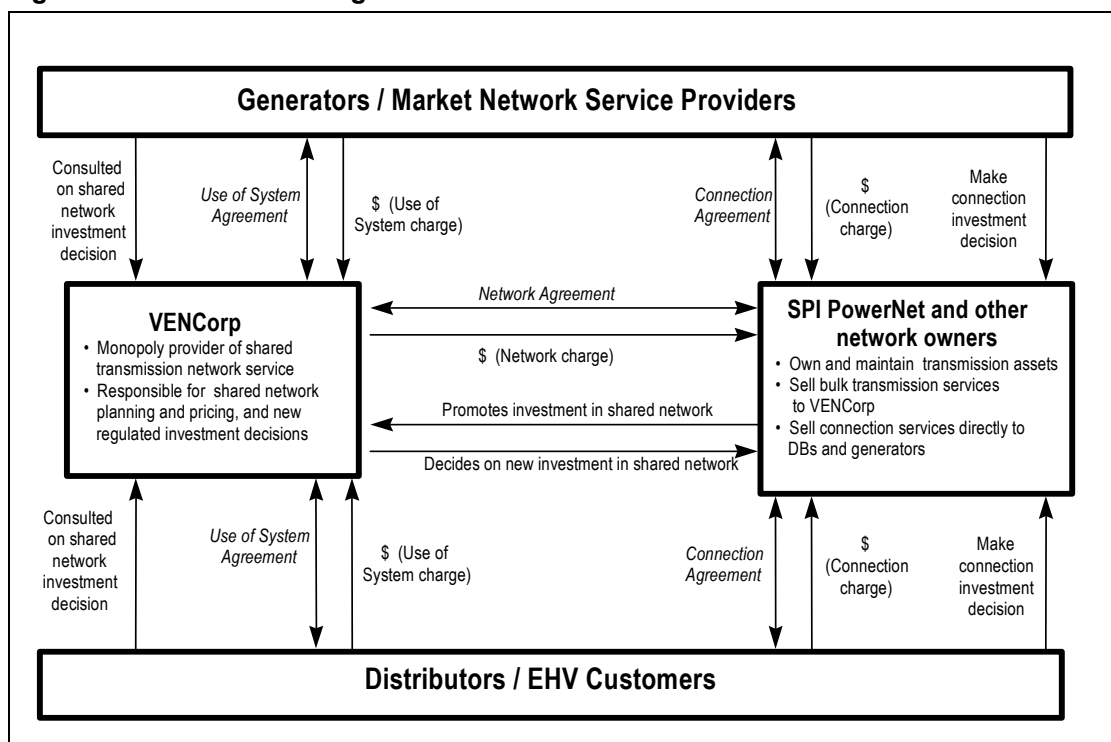 Generators / Market Network Service Providers
Consulted
on shared
network
investment
decision
Use of System
Agreement
$ (Use of
System charge)
Connection
Agreement
$
(Connection
charge)
Make
connection
investment
decision
VENCorp
• Monopoly provider of shared
transmission network service
• Responsible for shared network
planning and pricing, and new
regulated investment decisions
Network Agreement
$ (Network charge)
Promotes investment in shared network
Decides on new investment in shared network
SPI PowerNet and other
network owners
• Own and maintain transmission assets
• Sell bulk transmission services
to VENCorp
• Sell connection services directly to
DBs and generators
Consulted
on shared
network
investment
decision
Use of System
Agreement
$ (Use of
System charge)
Connection
Agreement
$
(Connection
charge)
Make
connection
investment
decision
Distributors / EHV Customers